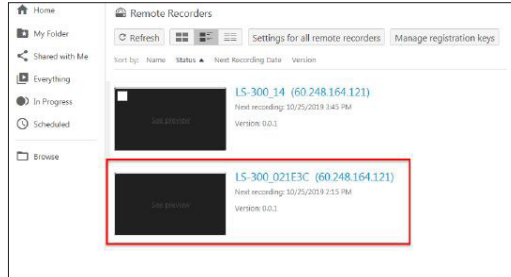 Home
My Folder
Shared with Me
Everything
In Progress
Scheduled
Browse
Remote Recorders
Refresh
Settings for all remote recorders
Manage registration keys
Sort by: Name Status ▲ Next Recording Date Version
LS-300_14 (60.248.164.121)
Next recording: 10/25/2019 3:45 PM
Version: 0.0.1
LS-300_021E3C (60.248.164.121)
Next recording: 10/25/2019 2:15 PM
Version: 0.0.1